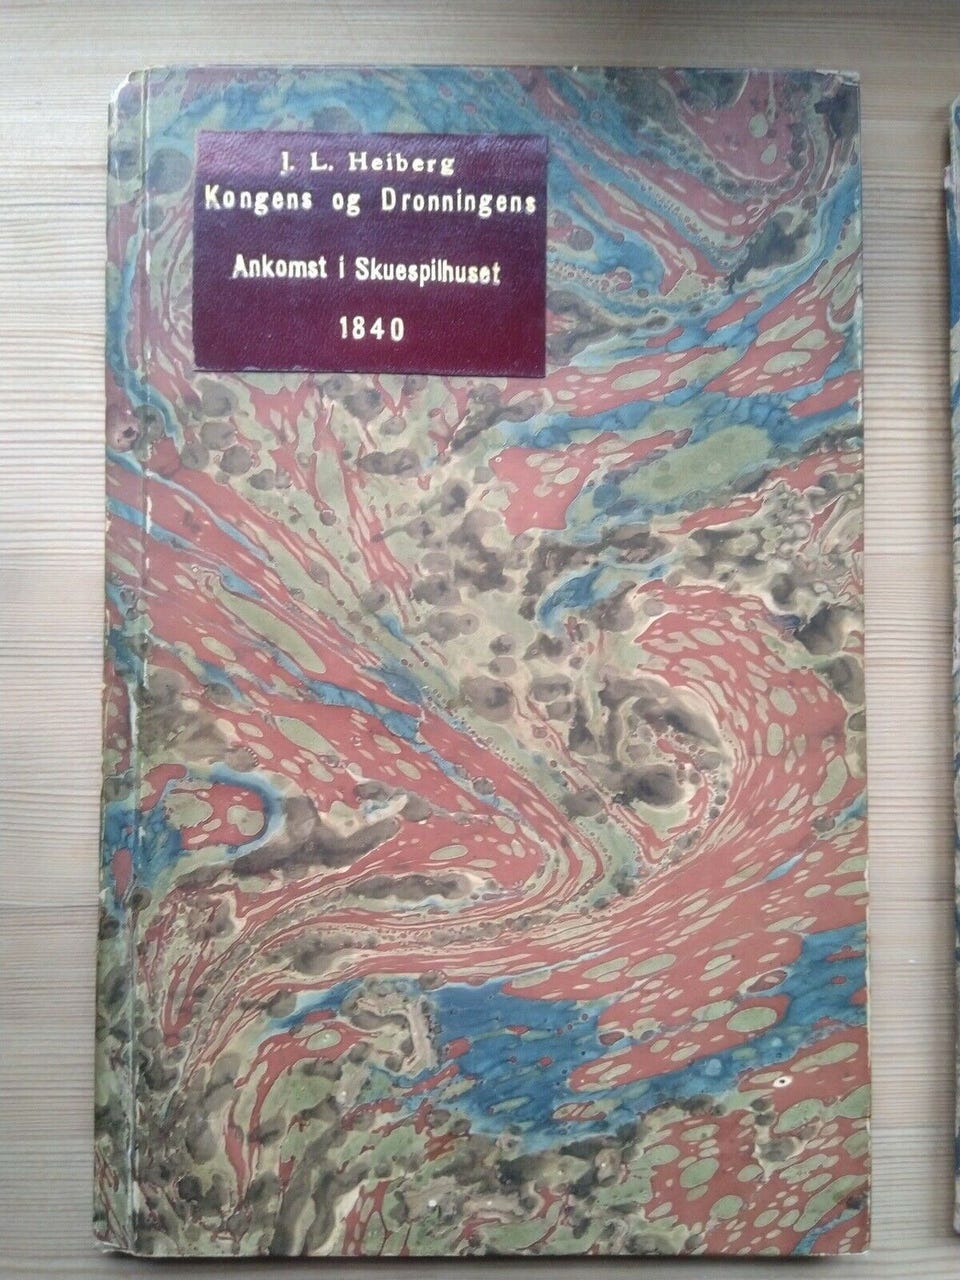 J. L. Heiberg
Kongens og Dronningens
Ankomst i Skuespilhuset
1840